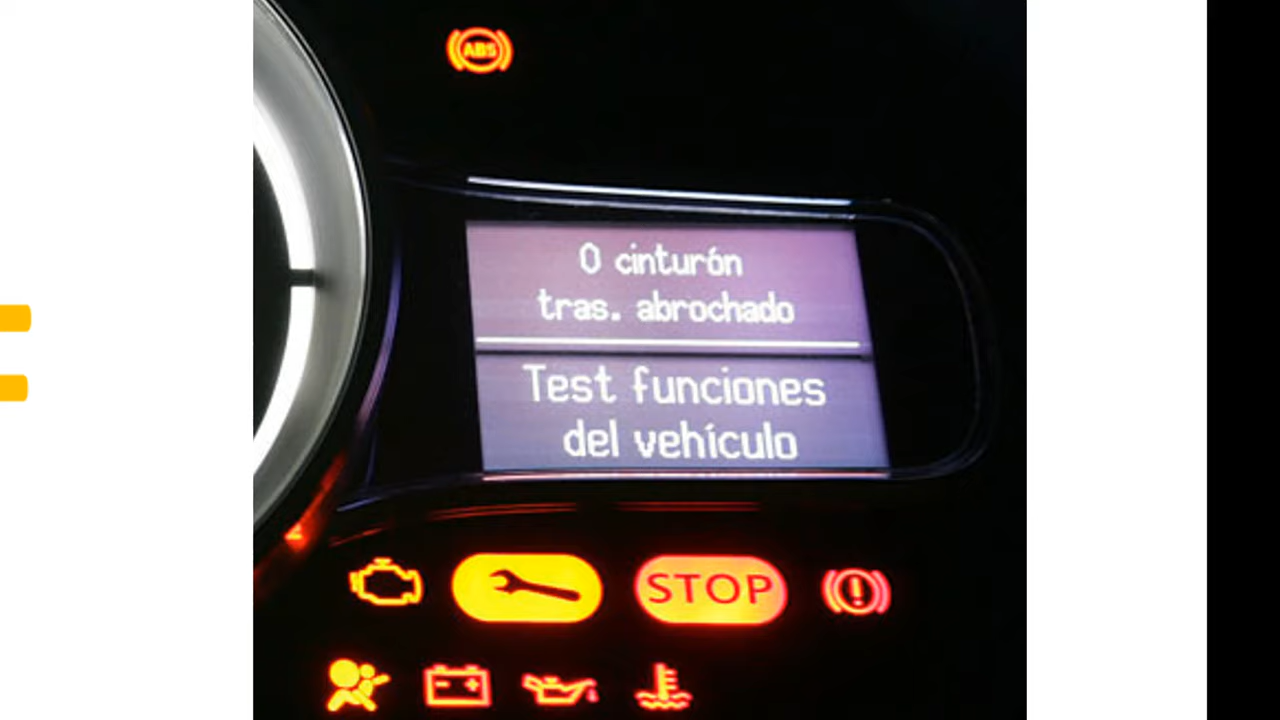 ABS
0 cinturón
tras. abrochado
Test funciones
del vehículo
STOP